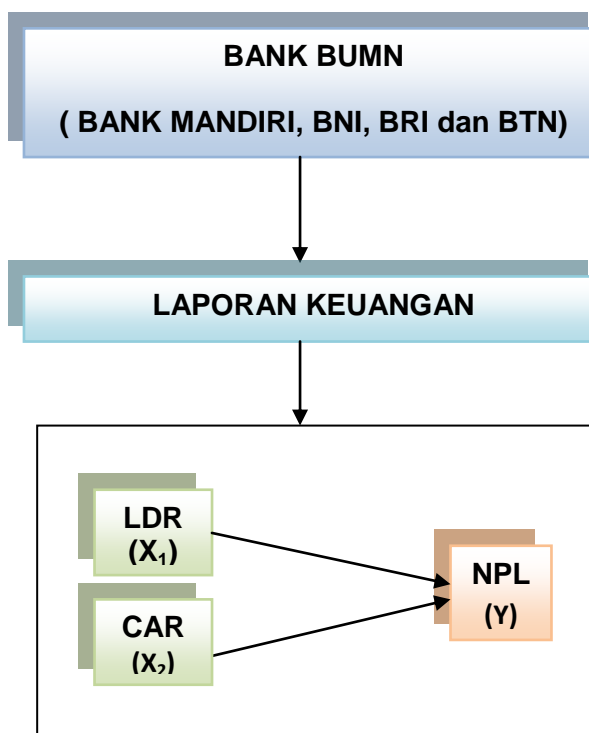 BANK BUMN
( BANK MANDIRI, BNI, BRI dan BTN)
LAPORAN KEUANGAN
LDR
(X₁)
NPL
(Y)
CAR
(X₂)